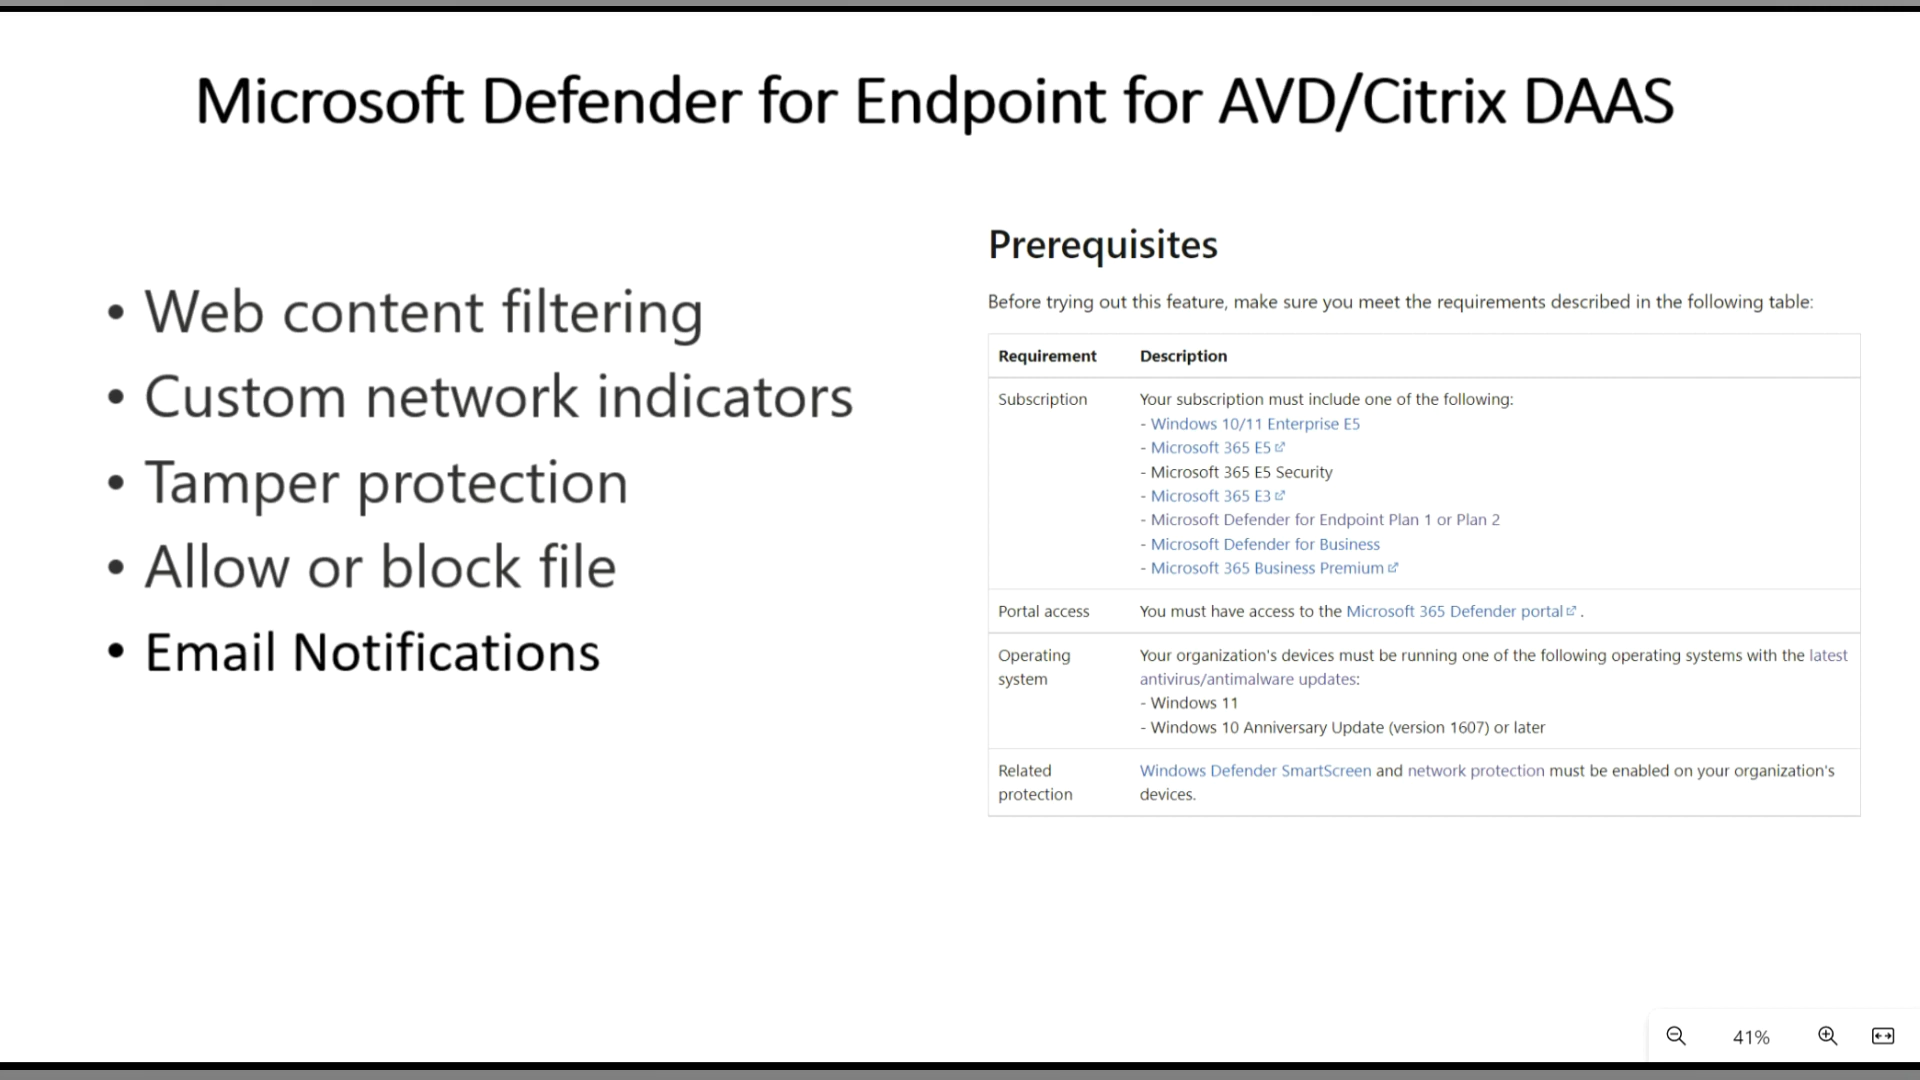 Microsoft Defender for Endpoint for AVD/Citrix DAAS
• Web content filtering
• Custom network indicators
• Tamper protection
• Allow or block file
• Email Notifications
Prerequisites
Before trying out this feature, make sure you meet the requirements described in the following table:
Requirement Description
Subscription Your subscription must include one of the following:
- Windows 10/11 Enterprise E5
- Microsoft 365 E5
- Microsoft 365 E5 Security
- Microsoft 365 E3
- Microsoft Defender for Endpoint Plan 1 or Plan 2
- Microsoft Defender for Business
- Microsoft 365 Business Premium
Portal access You must have access to the Microsoft 365 Defender portal .
Operating system Your organization's devices must be running one of the following operating systems with the latest
antivirus/antimalware updates:
- Windows 11
- Windows 10 Anniversary Update (version 1607) or later
Related protection Windows Defender SmartScreen and network protection must be enabled on your organization's
devices.
41%